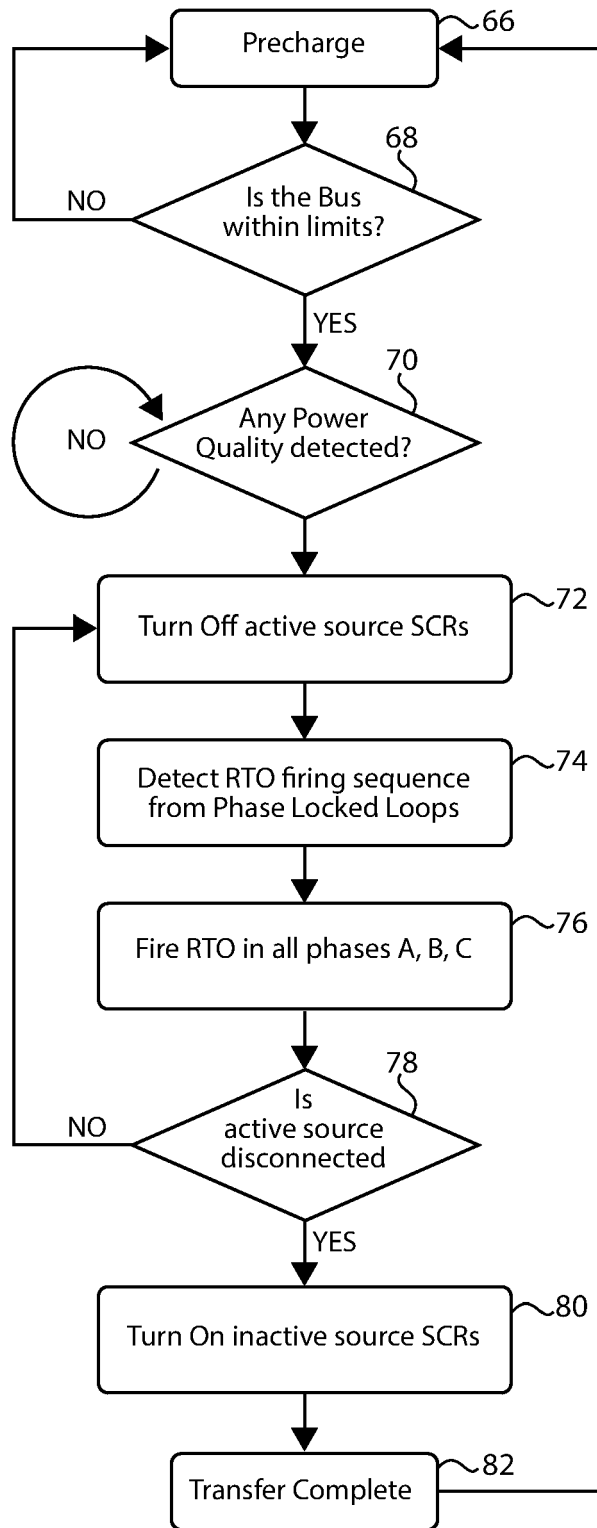 66
Precharge
68
Is the Bus
within limits?
NO
YES
70
Any Power
Quality detected?
NO
72
Turn Off active source SCRs
74
Detect RTO firing sequence
from Phase Locked Loops
76
Fire RTO in all phases A, B, C
78
Is
active source
disconnected
NO
YES
80
Turn On inactive source SCRs
82
Transfer Complete